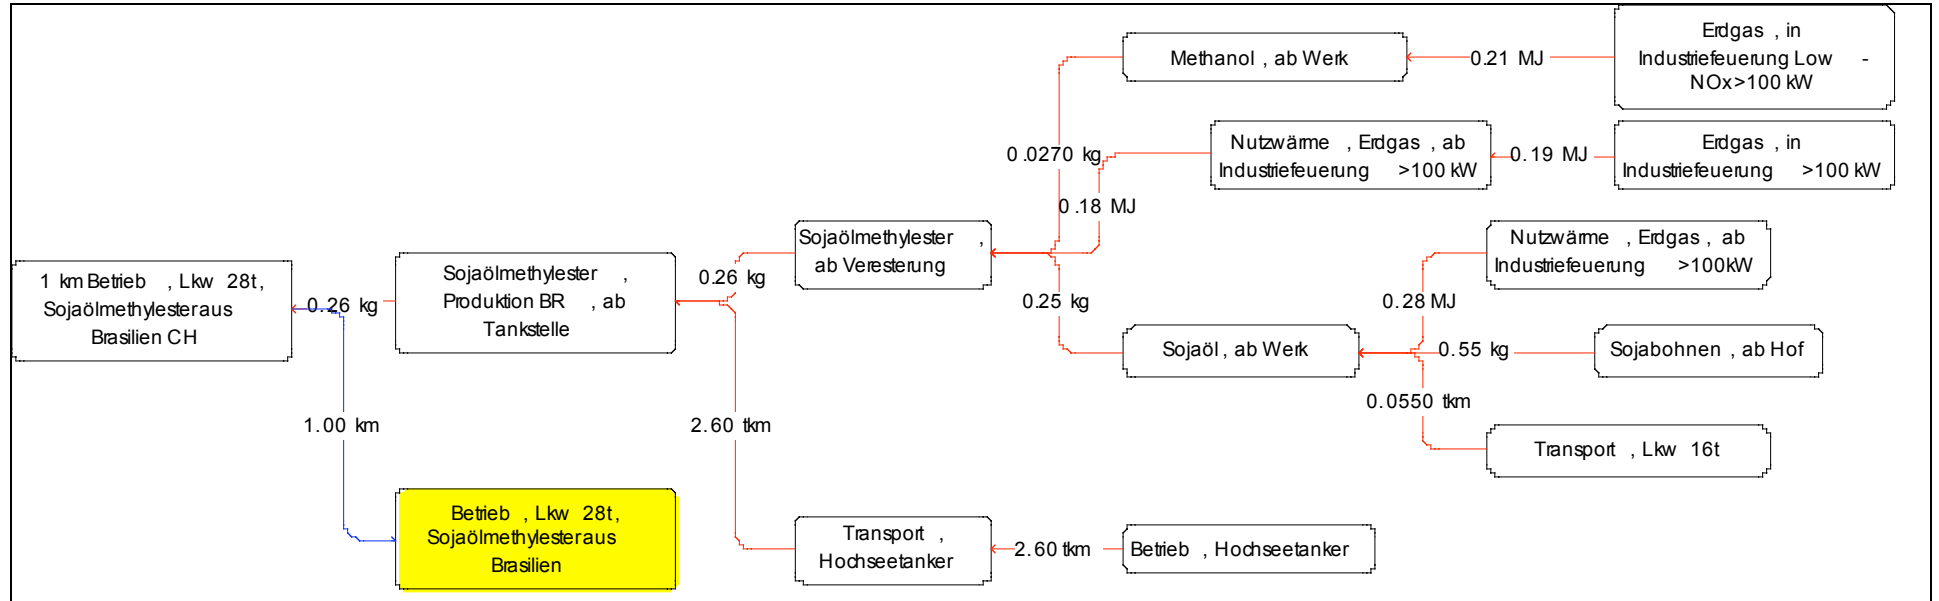 Erdgas , in
Industriefeuerung Low -
NOx>100 kW
0.21 MJ
Methanol , ab Werk
Erdgas , in
Industriefeuerung >100 kW
0.19 MJ
Nutzwärme , Erdgas , ab
Industriefeuerung >100 kW
0.0270 kg
0.18 MJ
Nutzwärme , Erdgas , ab
Industriefeuerung >100kW
Sojaölmethylester ,
ab Veresterung
0.26 kg
Sojaölmethylester ,
Produktion BR , ab
Tankstelle
0.26 kg
1 km Betrieb , Lkw 28t,
Sojaölmethylesteraus
Brasilien CH
0.25 kg
0.28 MJ
Sojaöl , ab Werk
0.55 kg
Sojabohnen , ab Hof
0.0550 tkm
Transport , Lkw 16t
1.00 km
2.60 tkm
Betrieb , Lkw 28t,
Sojaölmethylesteraus
Brasilien
Transport ,
Hochseetanker
2.60 tkm
Betrieb , Hochseetanker